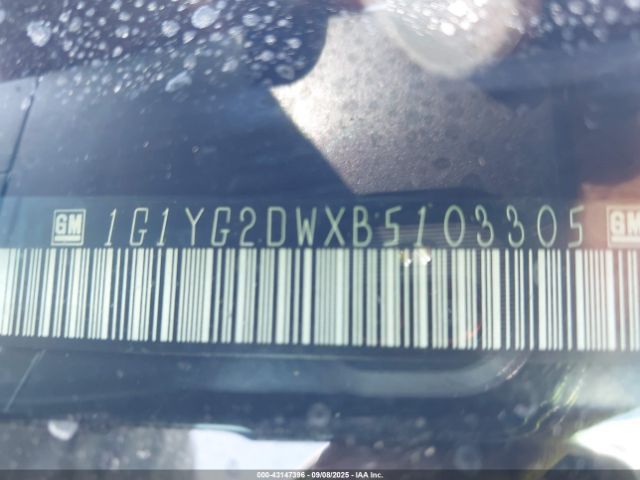 GM 1G1YG2DWXB5103305 GM
000-43147396 - 09/08/2025 - IAA Inc.